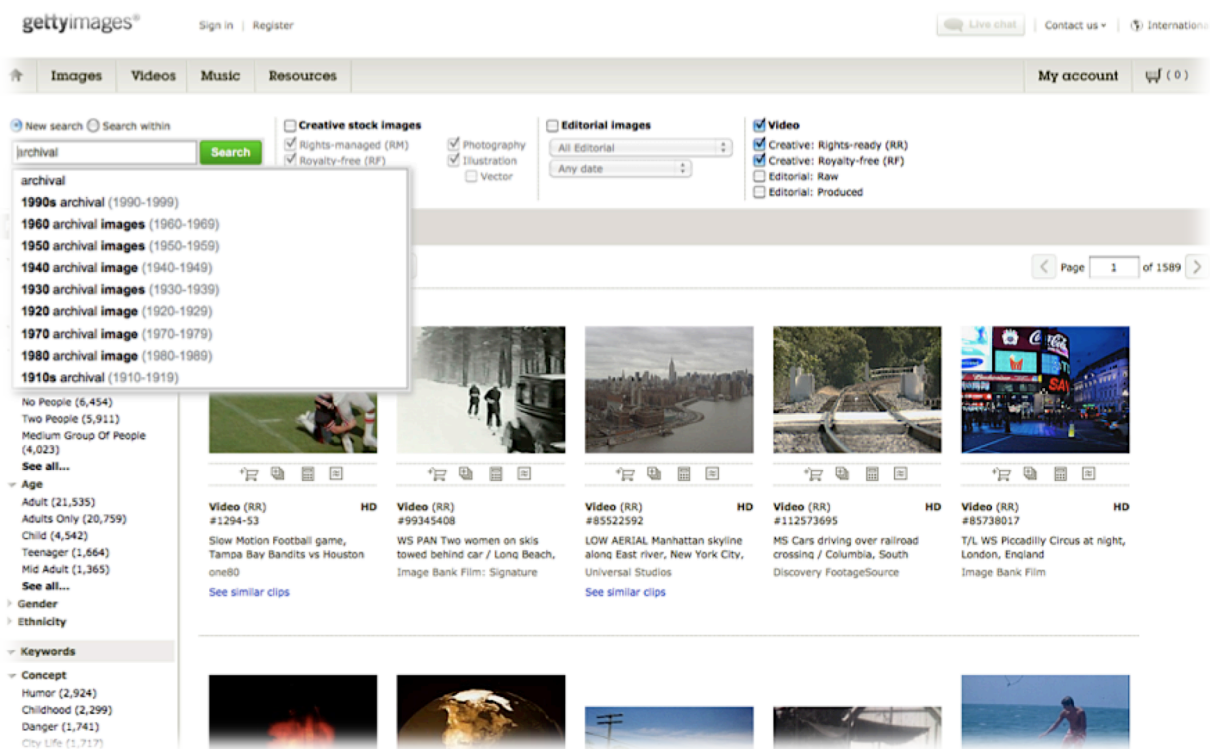 gettyimages®
Sign in | Register
Live chat
Contact us
Internationa
Images
Videos
Music
Resources
My account
(0)
New search Search within
archival
Search
archival
1990s archival (1990-1999)
1960 archival images (1960-1969)
1950 archival images (1950-1959)
1940 archival image (1940-1949)
1930 archival images (1930-1939)
1920 archival image (1920-1929)
1970 archival image (1970-1979)
1980 archival image (1980-1989)
1910s archival (1910-1919)
Creative stock images
Rights-managed (RM)
Royalty-free (RF)
Photography
Illustration
Vector
Editorial images
All Editorial
Any date
Video
Creative: Rights-ready (RR)
Creative: Royalty-free (RF)
Editorial: Raw
Editorial: Produced
Page 1 of 1589
No People (6,454)
Two People (5,911)
Medium Group Of People
(4,023)
See all...
Age
Adult (21,535)
Adults Only (20,759)
Child (4,542)
Teenager (1,664)
Mid Adult (1,365)
See all...
Gender
Ethnicity
Keywords
Concept
Humor (2,924)
Childhood (2,299)
Danger (1,741)
City Life (1,717)
Video (RR) HD
#1294-53
Slow Motion Football game,
Tampa Bay Bandits vs Houston
one80
See similar clips
Video (RR) HD
#99345408
WS PAN Two women on skis
towed behind car / Long Beach,
Image Bank Film: Signature
Video (RR) HD
#85522592
LOW AERIAL Manhattan skyline
along East river, New York City,
Universal Studios
See similar clips
Video (RR) HD
#112573695
MS Cars driving over railroad
crossing / Columbia, South
Discovery FootageSource
Coca-Cola
SA
Video (RR) HD
#85738017
T/L WS Piccadilly Circus at night,
London, England
Image Bank Film